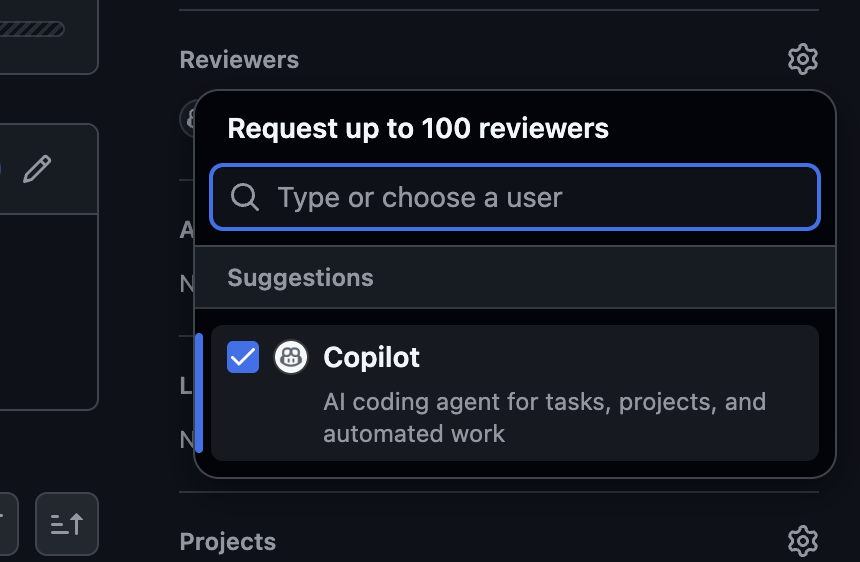 Reviewers
Request up to 100 reviewers
Type or choose a user
Suggestions
Copilot
AI coding agent for tasks, projects, and
automated work
Projects